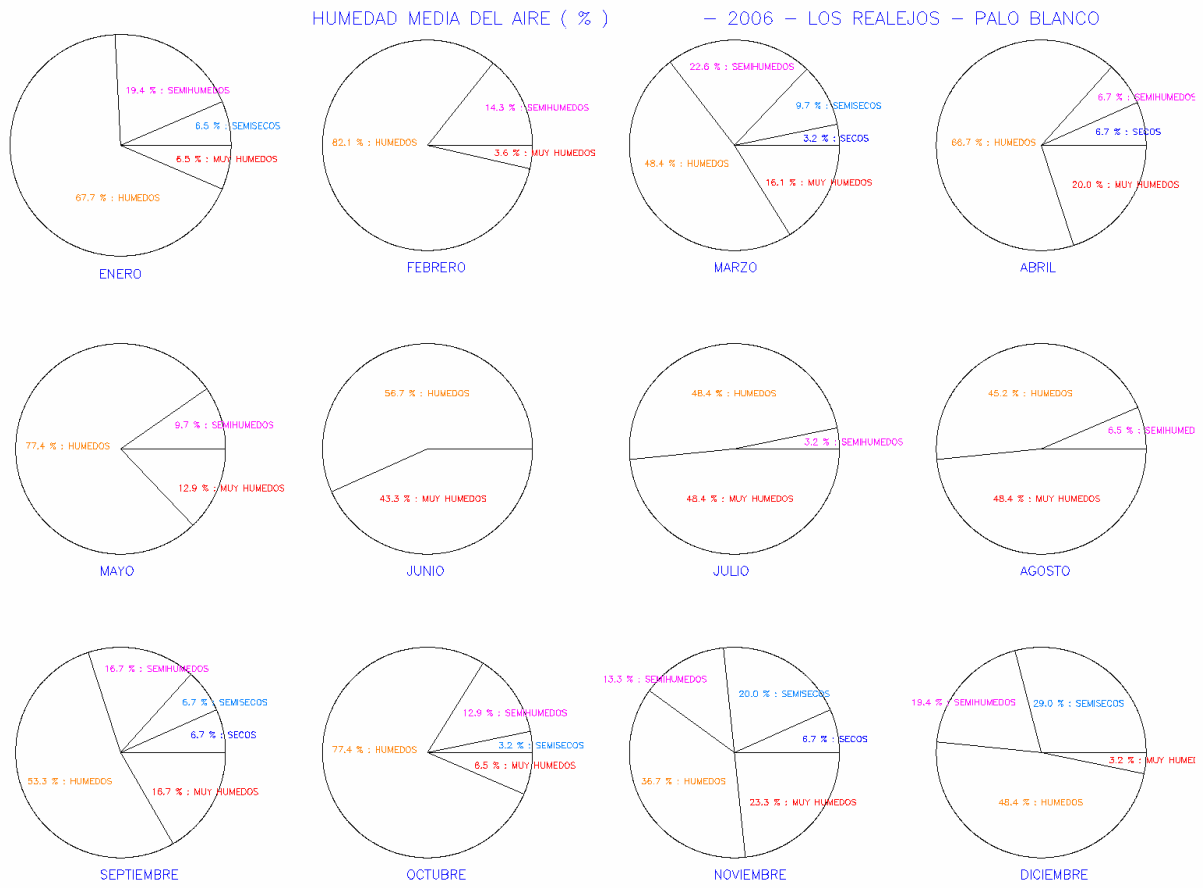 HUMEDAD MEDIA DEL AIRE ( % ) - 2006 - LOS REALEJOS - PALO BLANCO
19.4 % : SEMIHUMEDOS
6.5 % : SEMISECOS
6.5 % : MUY HUMEDOS
67.7 % : HUMEDOS
ENERO
14.3 % : SEMIHUMEDOS
82.1 % : HUMEDOS
3.6 % : MUY HUMEDOS
FEBRERO
22.6 % : SEMIHUMEDOS
9.7 % : SEMISECOS
3.2 % : SECOS
48.4 % : HUMEDOS
16.1 % : MUY HUMEDOS
MARZO
6.7 % : SEMIHUMEDOS
6.7 % : SECOS
66.7 % : HUMEDOS
20.0 % : MUY HUMEDOS
ABRIL
9.7 % : SEMIHUMEDOS
77.4 % : HUMEDOS
12.9 % : MUY HUMEDOS
MAYO
56.7 % : HUMEDOS
43.3 % : MUY HUMEDOS
JUNIO
48.4 % : HUMEDOS
3.2 % : SEMIHUMEDOS
48.4 % : MUY HUMEDOS
JULIO
45.2 % : HUMEDOS
6.5 % : SEMIHUMED
48.4 % : MUY HUMEDOS
AGOSTO
16.7 % : SEMIHUMEDOS
6.7 % : SEMISECOS
6.7 % : SECOS
53.3 % : HUMEDOS
16.7 % : MUY HUMEDOS
SEPTIEMBRE
12.9 % : SEMIHUMEDOS
77.4 % : HUMEDOS
3.2 % : SEMISECOS
6.5 % : MUY HUMEDOS
OCTUBRE
13.3 % : SEMIHUMEDOS
20.0 % : SEMISECOS
6.7 % : SECOS
36.7 % : HUMEDOS
23.3 % : MUY HUMEDOS
NOVIEMBRE
19.4 % : SEMIHUMEDOS
29.0 % : SEMISECOS
3.2 % : MUY HUMED
48.4 % : HUMEDOS
DICIEMBRE